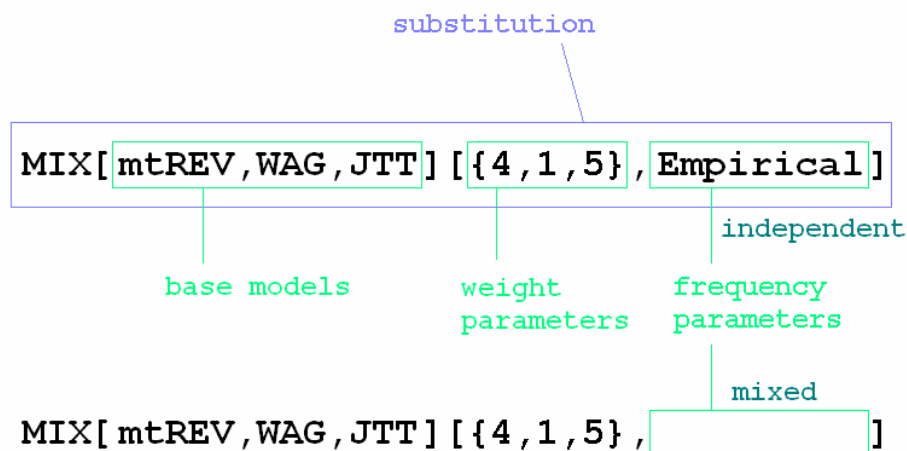 substitution
MIX[mtREV,WAG,JTT][{4,1,5},Empirical]
independent
base models
weight parameters
frequency parameters
mixed
MIX[mtREV,WAG,JTT][{4,1,5}, ]